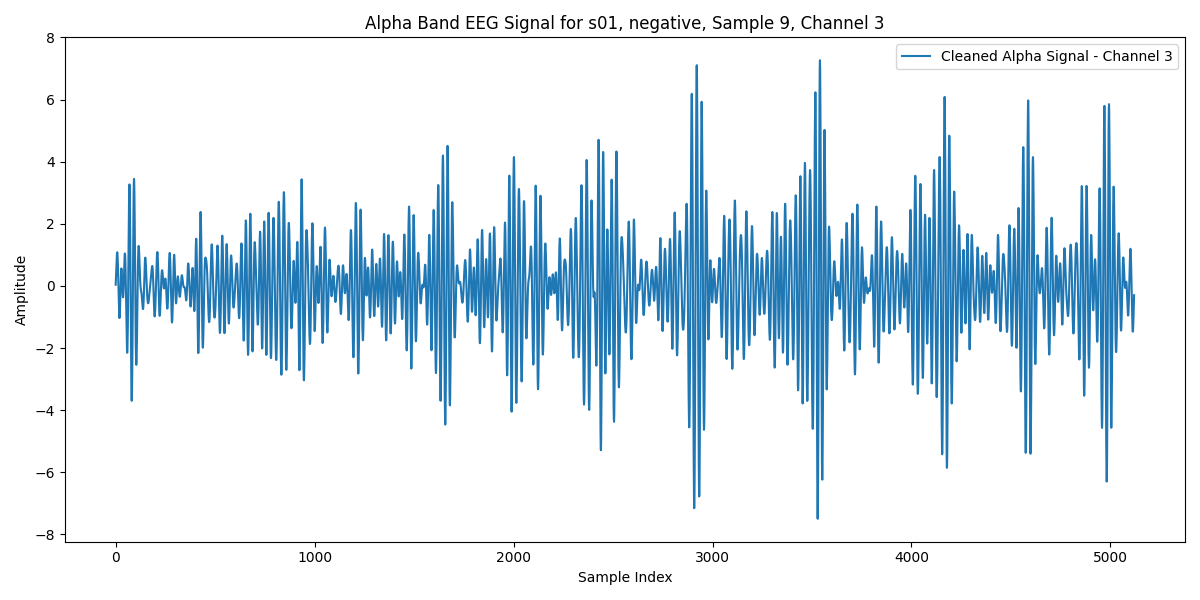 Alpha Band EEG Signal for s01, negative, Sample 9, Channel 3
Cleaned Alpha Signal - Channel 3
8
6
4
2
0
−2
−4
−6
−8
Amplitude
0 1000 2000 3000 4000 5000
Sample Index